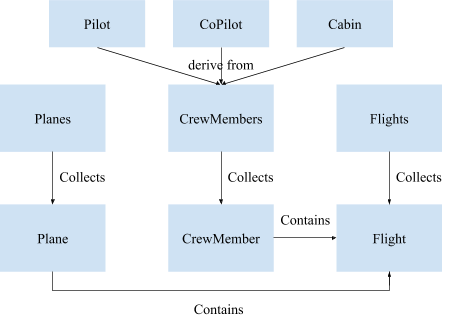 Pilot
CoPilot
Cabin
derive from
Planes
CrewMembers
Flights
Collects
Collects
Collects
Contains
Plane
CrewMember
Flight
Contains